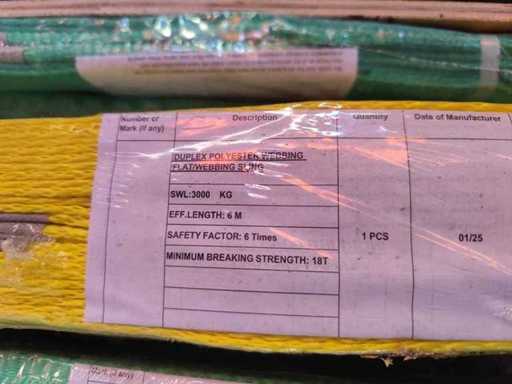 Number or Mark (if any) Description Quantity Date of Manufacturer
DUPLEX POLYESTER WEBBING
FLAT/WEBBING SLING
SWL:3000 KG
EFF.LENGTH: 6 M
SAFETY FACTOR: 6 Times 1 PCS 01/25
MINIMUM BREAKING STRENGTH: 18T